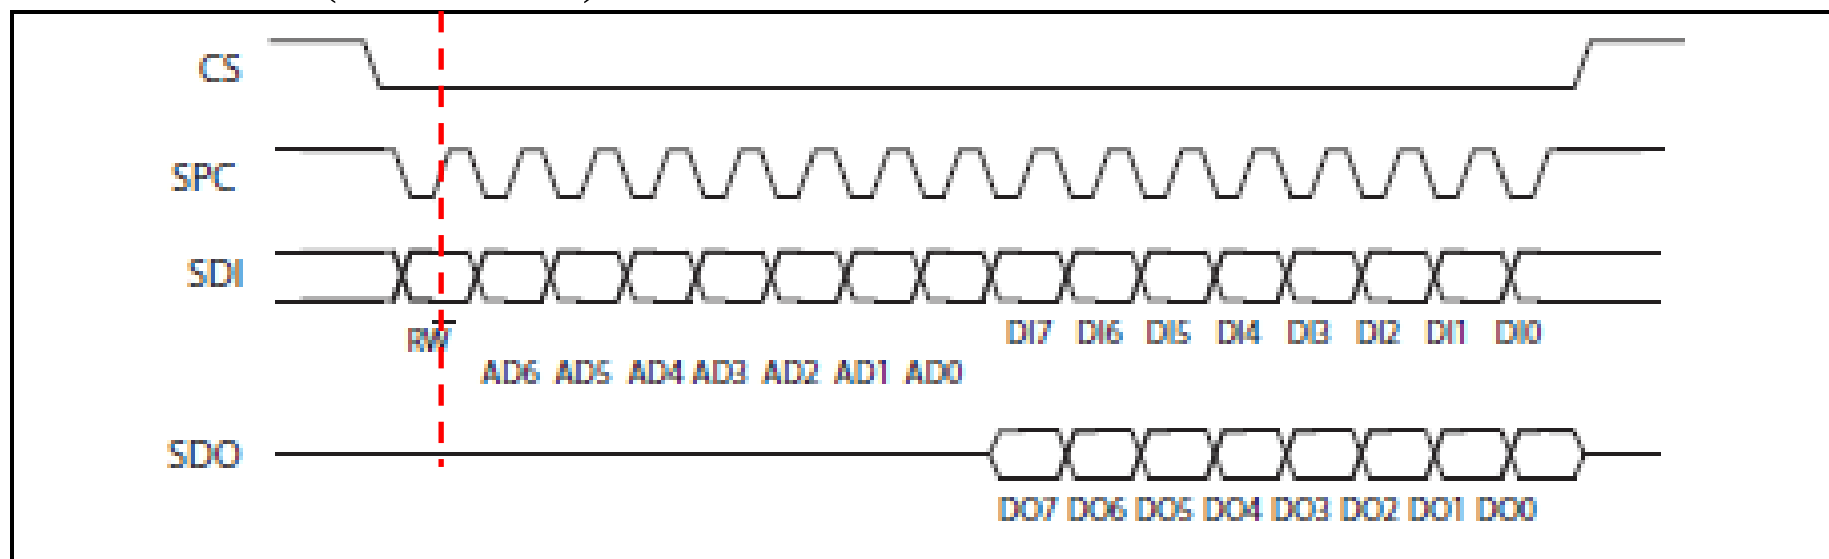 CS
SPC
SDI
RW DI7 DI6 DI5 DI4 DI3 DI2 DI1 DI0
AD6 AD5 AD4 AD3 AD2 AD1 AD0
SDO
DO7 DO6 DO5 DO4 DO3 DO2 DO1 DO0